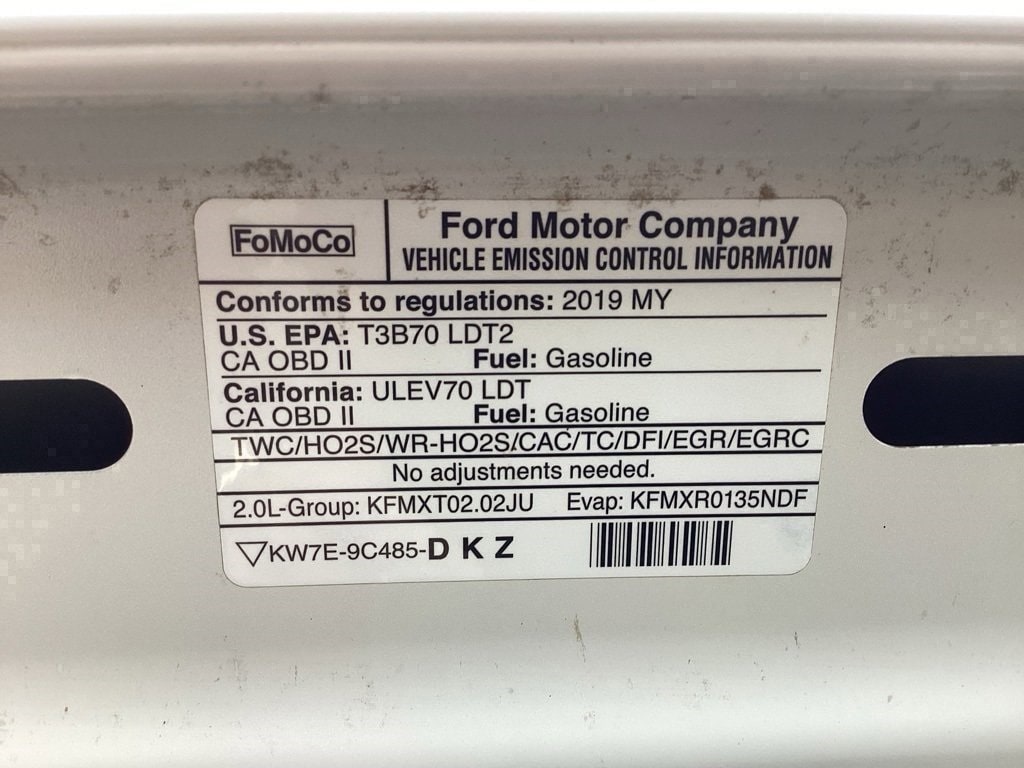 FoMoCo
Ford Motor Company
VEHICLE EMISSION CONTROL INFORMATION
Conforms to regulations: 2019 MY
U.S. EPA: T3B70 LDT2
CA OBD II Fuel: Gasoline
California: ULEV70 LDT
CA OBD II Fuel: Gasoline
TWC/HO2S/WR-HO2S/CAC/TC/DFI/EGR/EGRC
No adjustments needed.
2.0L-Group: KFMXT02.02JU Evap: KFMXR0135NDF
▽KW7E-9C485-D K Z